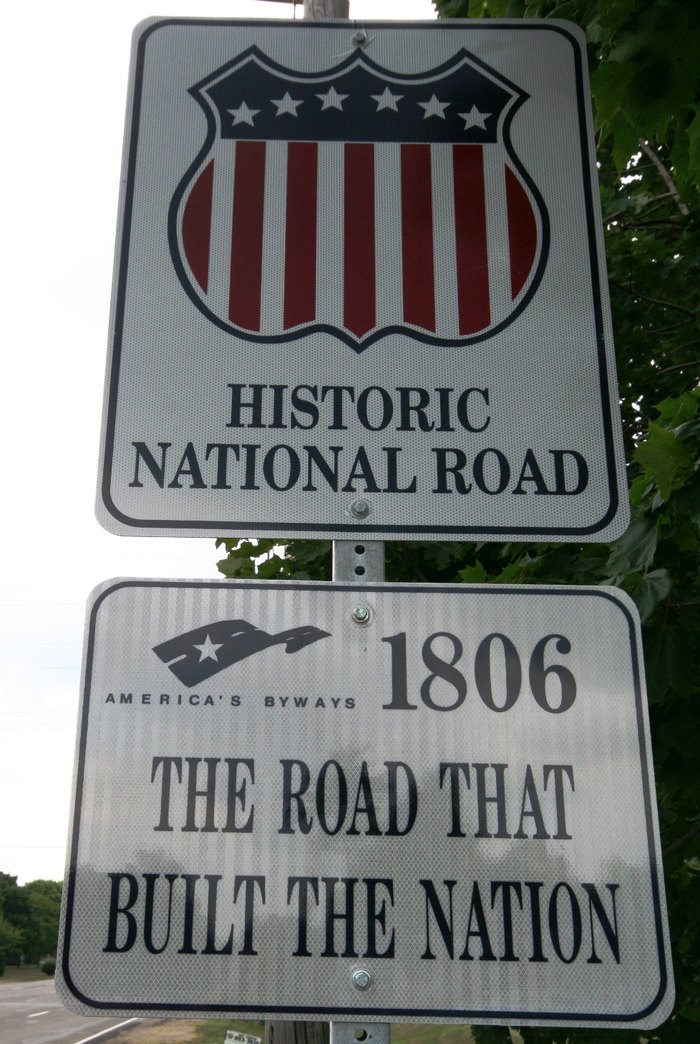 HISTORIC
NATIONAL ROAD
AMERICA'S BYWAYS 1806
THE ROAD THAT
BUILT THE NATION